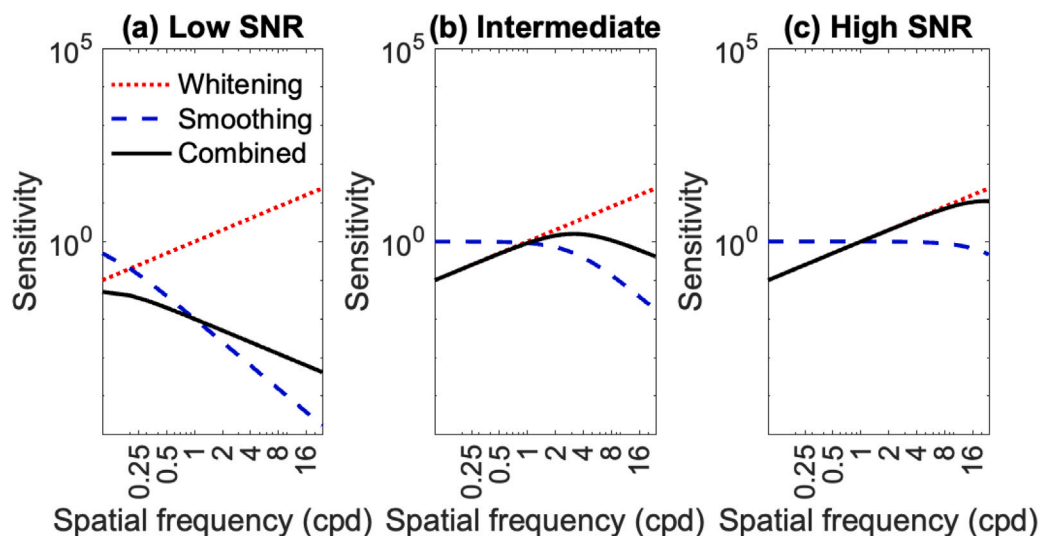 (a) Low SNR
(b) Intermediate
(c) High SNR
10^5
10^5
10^5
Whitening
Smoothing
Combined
Sensitivity
Sensitivity
Sensitivity
10^0
10^0
10^0
0.25 0.5 1 2 4 8 16
0.25 0.5 1 2 4 8 16
0.25 0.5 1 2 4 8 16
Spatial frequency (cpd)
Spatial frequency (cpd)
Spatial frequency (cpd)